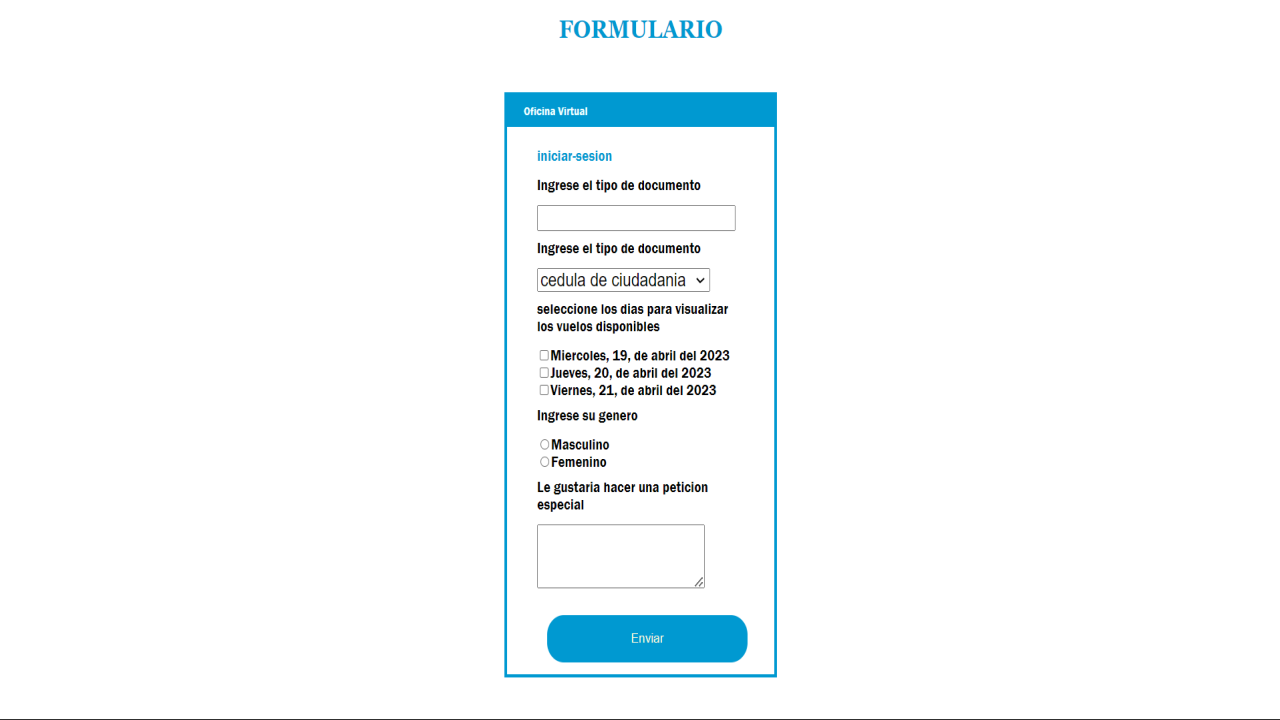 FORMULARIO
Oficina Virtual
iniciar-sesion
Ingrese el tipo de documento
Ingrese el tipo de documento
cedula de ciudadania
seleccione los dias para visualizar
los vuelos disponibles
Miercoles, 19, de abril del 2023
Jueves, 20, de abril del 2023
Viernes, 21, de abril del 2023
Ingrese su genero
Masculino
Femenino
Le gustaria hacer una peticion
especial
Enviar